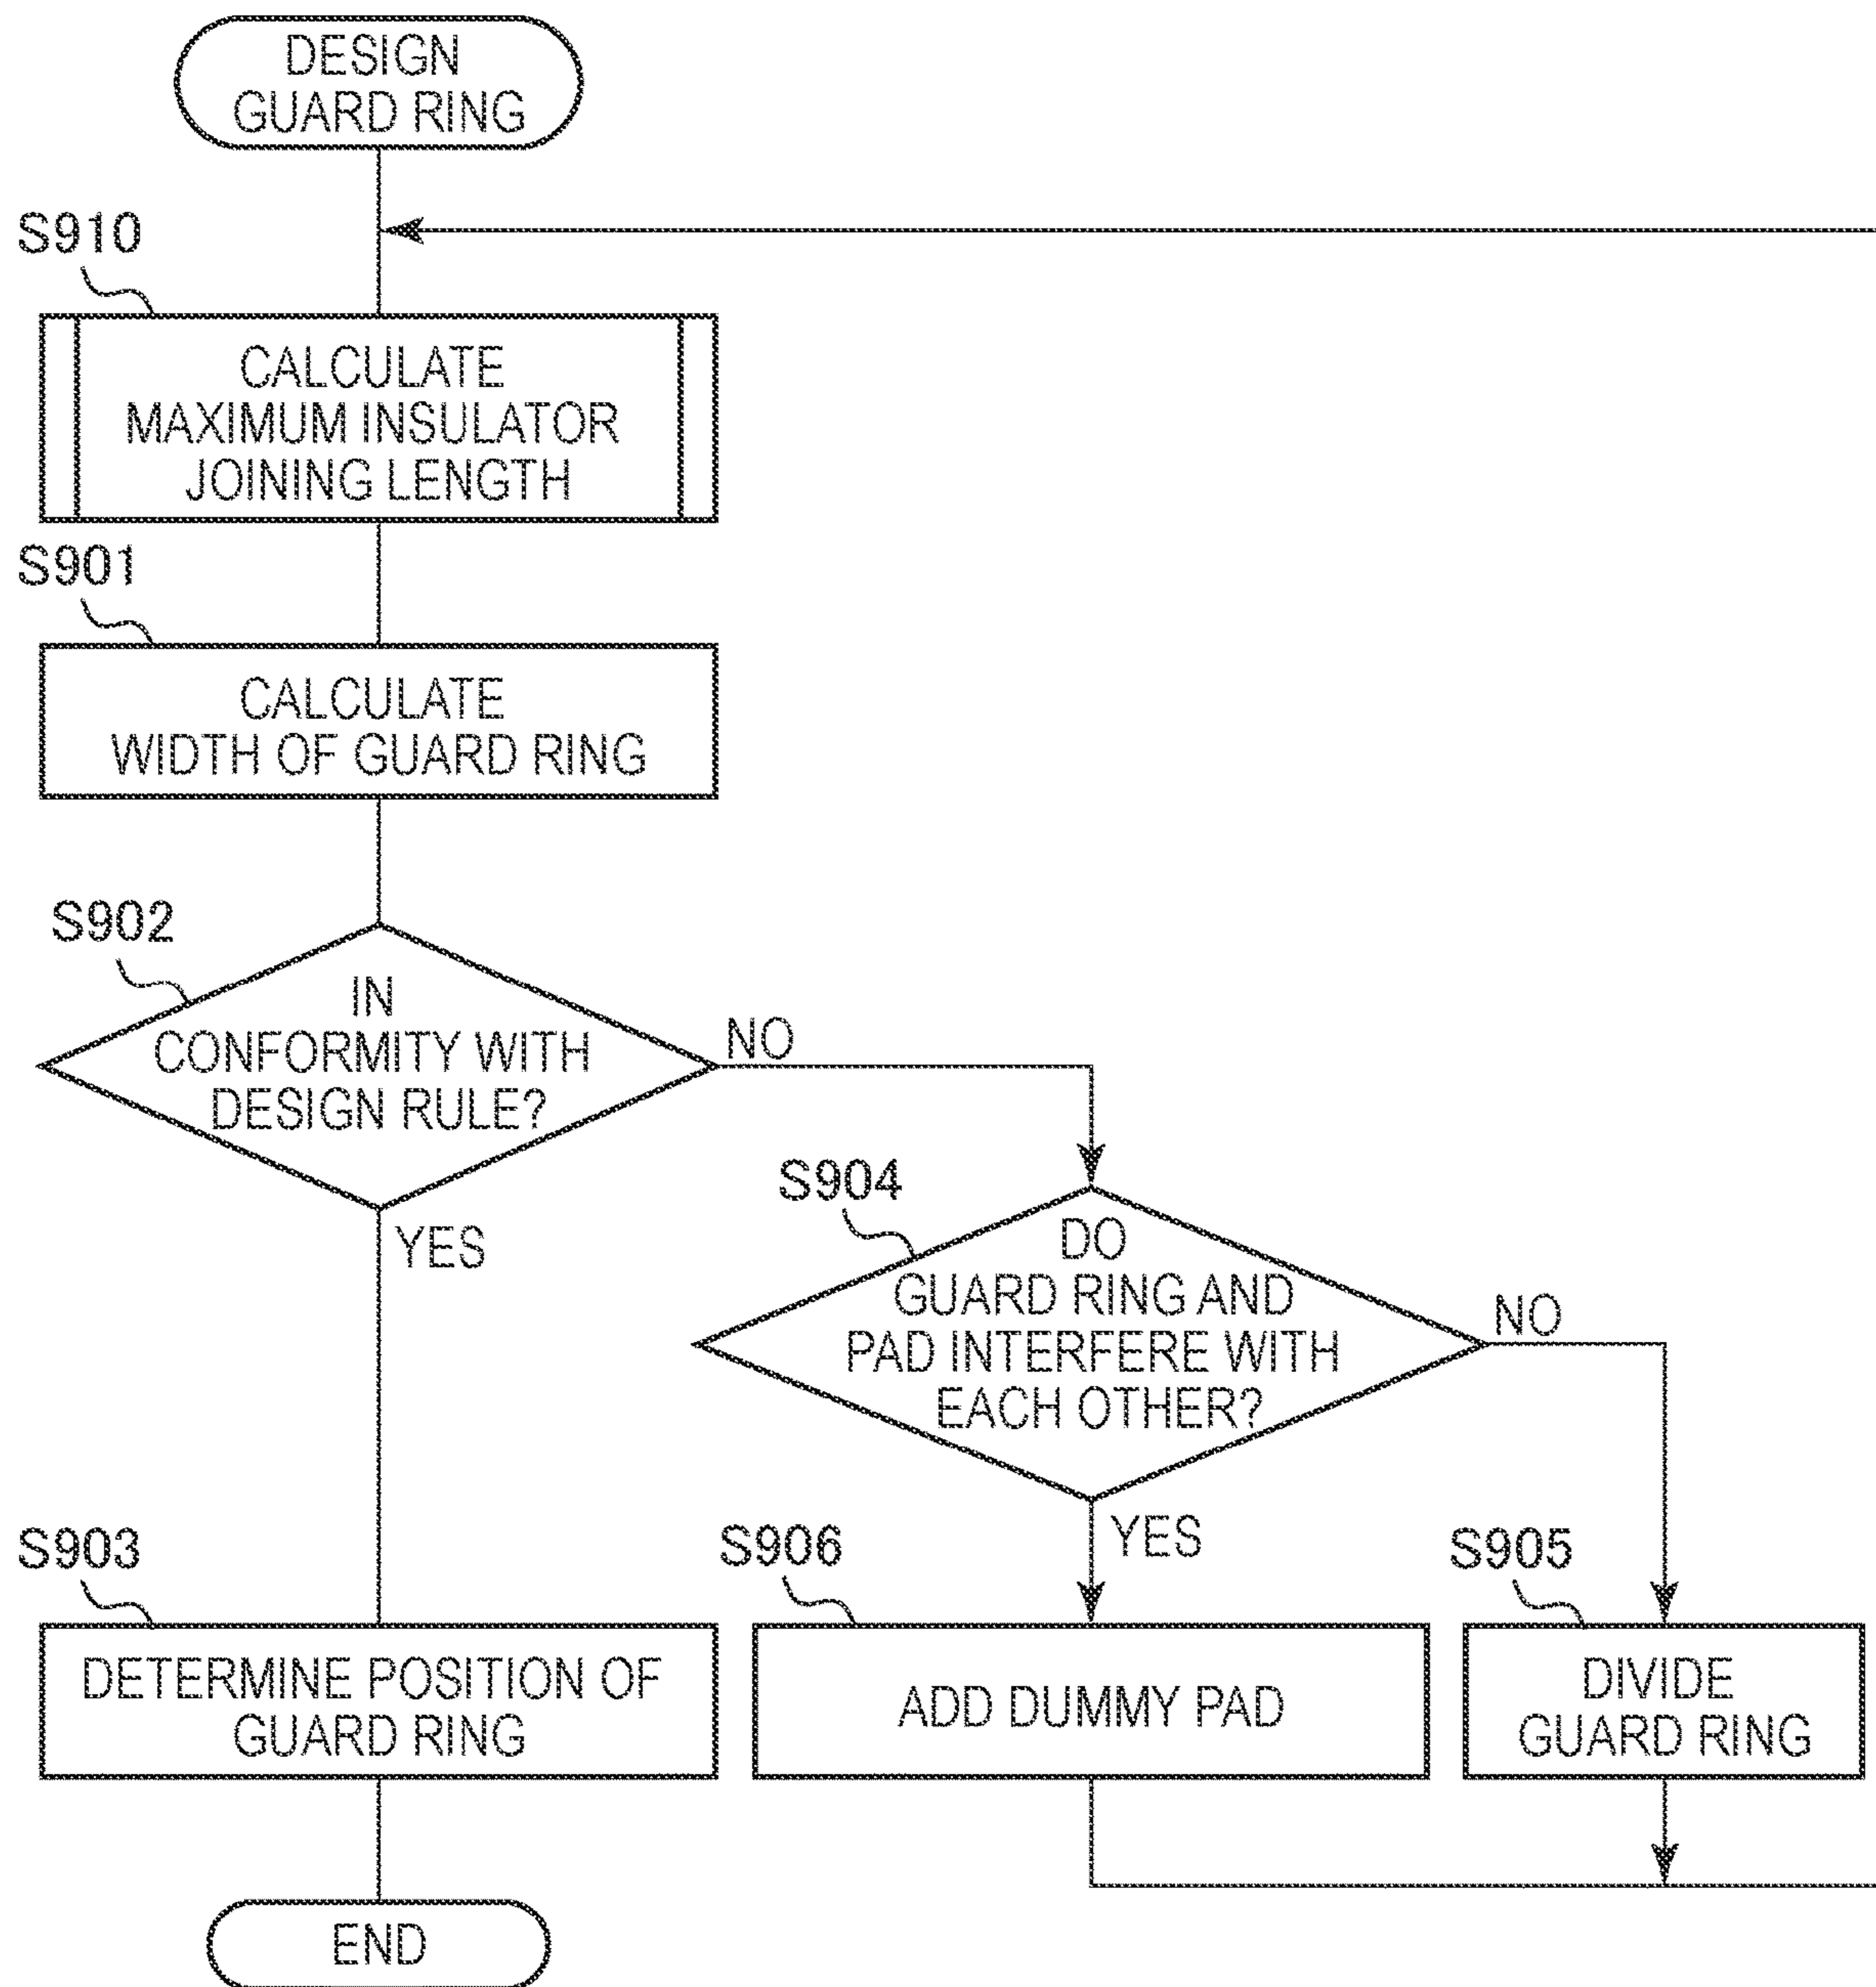 DESIGN
GUARD RING
S910
CALCULATE
MAXIMUM INSULATOR
JOINING LENGTH
S901
CALCULATE
WIDTH OF GUARD RING
S902
IN
CONFORMITY WITH
DESIGN RULE?
NO
YES
S904
DO
GUARD RING AND
PAD INTERFERE WITH
EACH OTHER?
NO
YES
S903
DETERMINE POSITION OF
GUARD RING
S906
ADD DUMMY PAD
S905
DIVIDE
GUARD RING
END